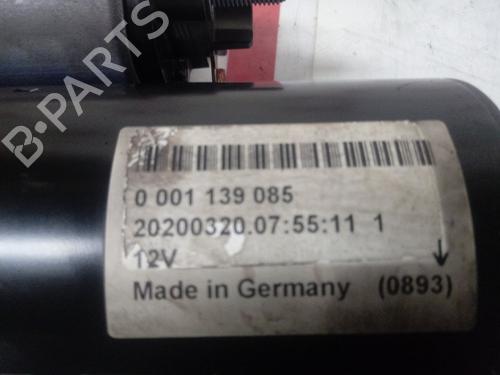 B-PARTS
0 001 139 085
20200320.07:55:11 1
12V
Made in Germany (0893)